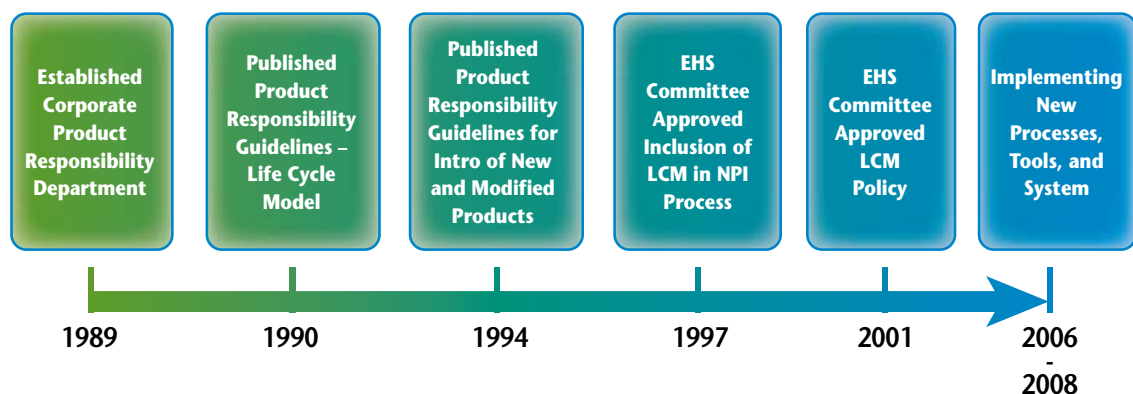 Established
Corporate
Product
Responsibility
Department
Published
Product
Responsibility
Guidelines –
Life Cycle
Model
Published
Product
Responsibility
Guidelines for
Intro of New
and Modified
Products
EHS
Committee
Approved
Inclusion of
LCM in NPI
Process
EHS
Committee
Approved
LCM
Policy
Implementing
New
Processes,
Tools, and
System
1989
1990
1994
1997
2001
2006
-
2008